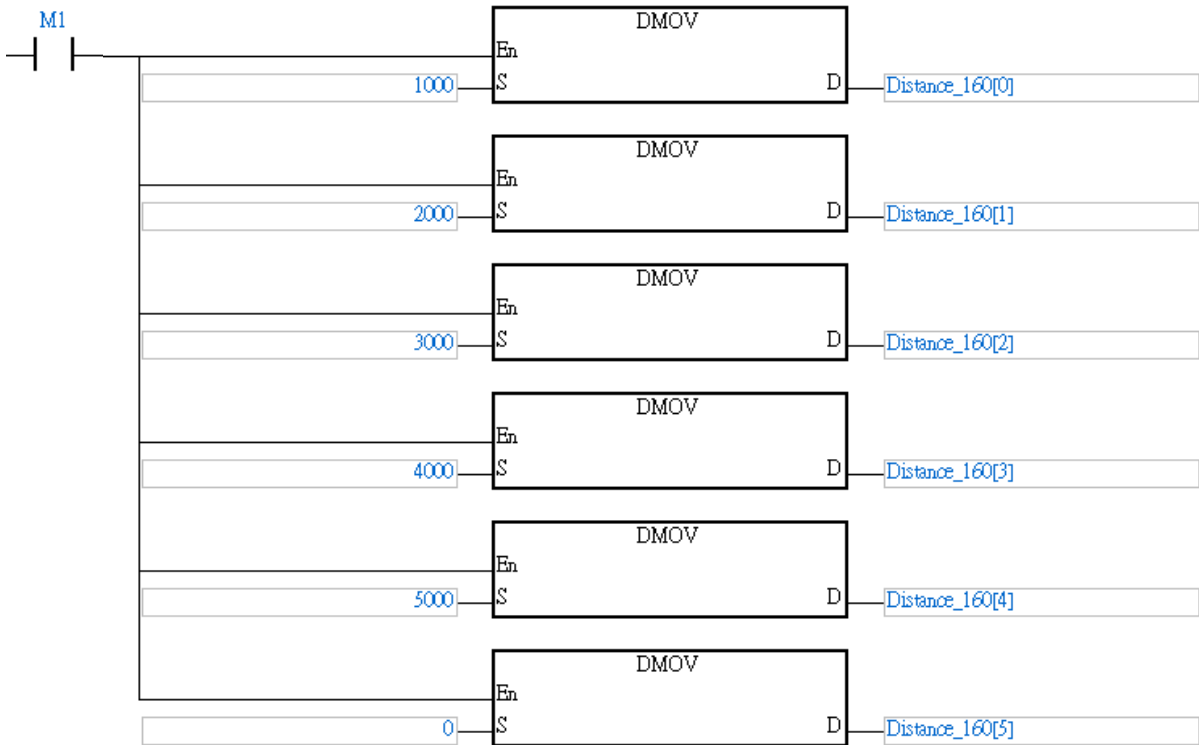 M1
DMOV
En
1000 S D Distance_160[0]
DMOV
En
2000 S D Distance_160[1]
DMOV
En
3000 S D Distance_160[2]
DMOV
En
4000 S D Distance_160[3]
DMOV
En
5000 S D Distance_160[4]
DMOV
En
0 S D Distance_160[5]